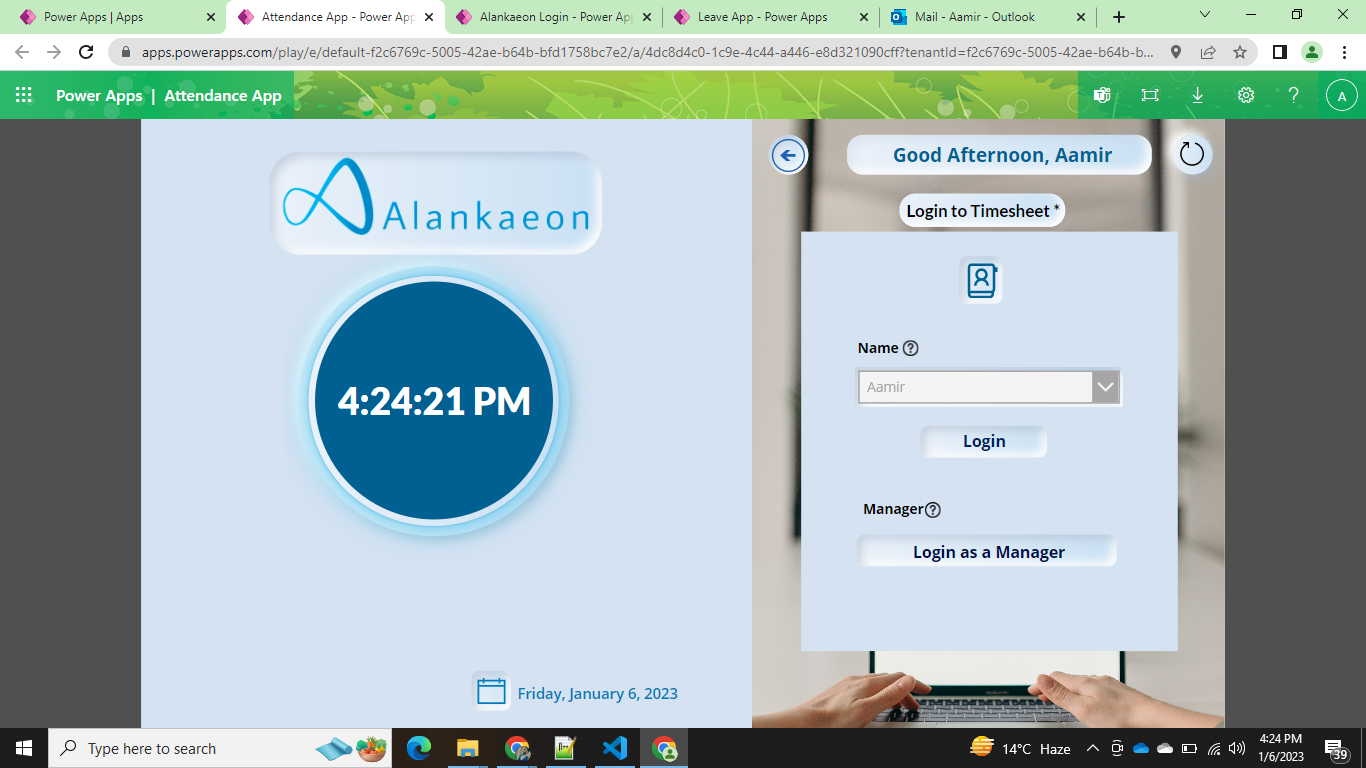 Power Apps | Apps
Attendance App - Power App
Alankaeon Login - Power App
Leave App - Power Apps
Mail - Aamir - Outlook
apps.powerapps.com/play/e/default-f2c6769c-5005-42ae-b64b-bfd1758bc7e2/a/4dc8d4c0-1c9e-4c44-a446-e8d321090cff?tenantId=f2c6769c-5005-42ae-b64b-b...
Power Apps | Attendance App
A
Alankaeon
4:24:21 PM
Friday, January 6, 2023
Good Afternoon, Aamir
Login to Timesheet *
Name ?
Aamir
Login
Manager ?
Login as a Manager
Type here to search
14°C Haze
4:24 PM
1/6/2023
39